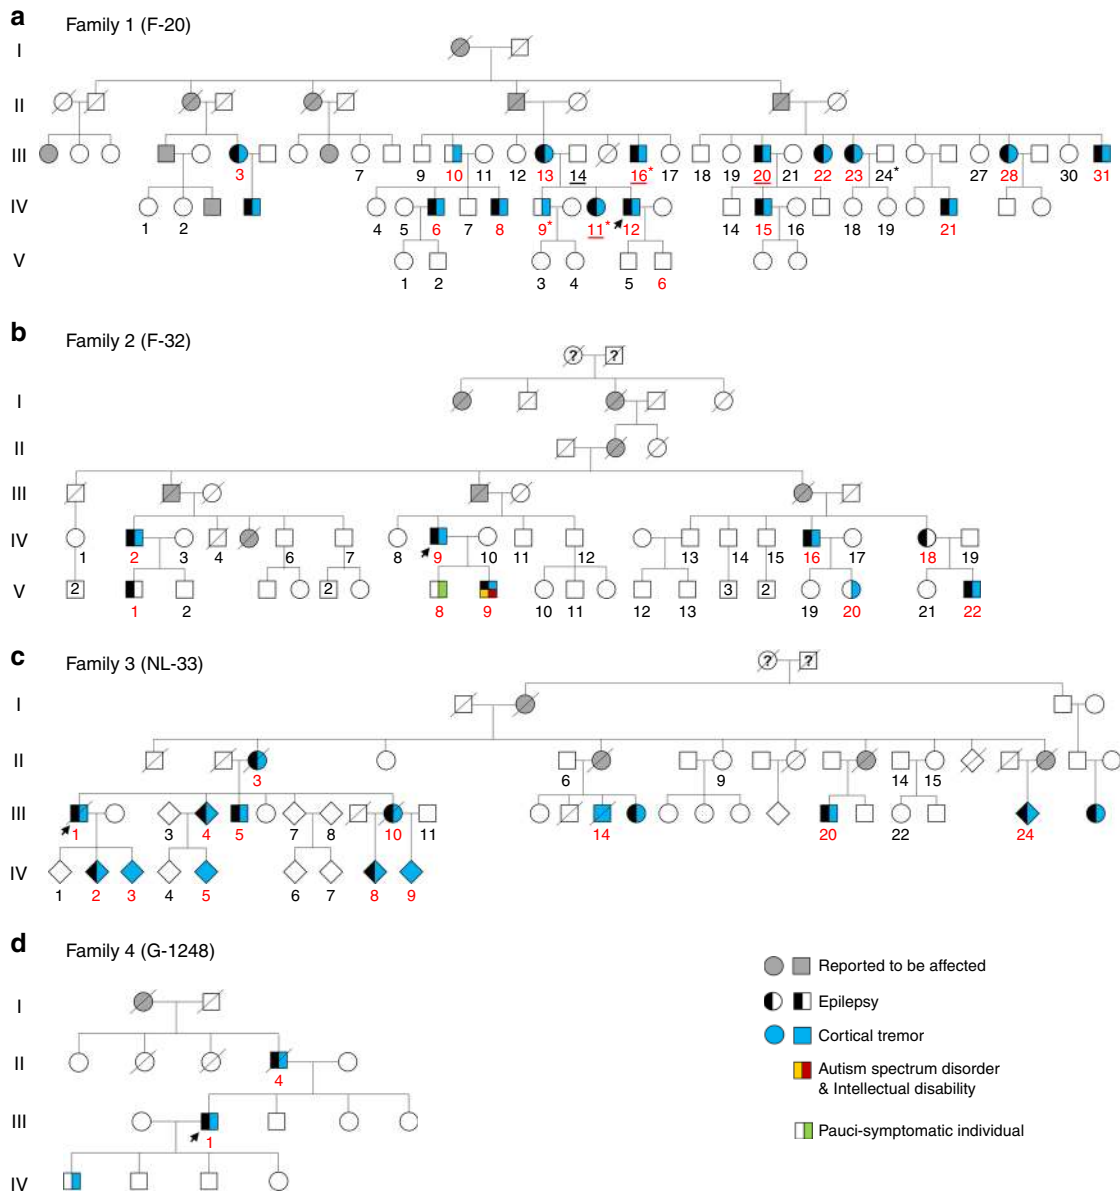 a Family 1 (F-20)
I
II
III
3 7 9 10 11 12 13 14 16* 17 18 19 20 21 22 23 24* 27 28 30 31
IV
1 2 4 5 6 7 8 9* 11* 12 14 15 16 18 19 21
V
1 2 3 4 5 6
b Family 2 (F-32)
? ?
I
II
III
IV
1 2 3 4 6 7 8 9 10 11 12 13 14 15 16 17 18 19
V
2 2 2 3 2
1 2 8 9 10 11 12 13 19 20 21 22
c Family 3 (NL-33)
? ?
I
II
3 6 9 14 15
III
1 3 4 5 7 8 10 11 14 20 22 24
IV
1 2 3 4 5 6 7 8 9
d Family 4 (G-1248)
I
II
4
III
1
IV
Reported to be affected
Epilepsy
Cortical tremor
Autism spectrum disorder
& Intellectual disability
Pauci-symptomatic individual